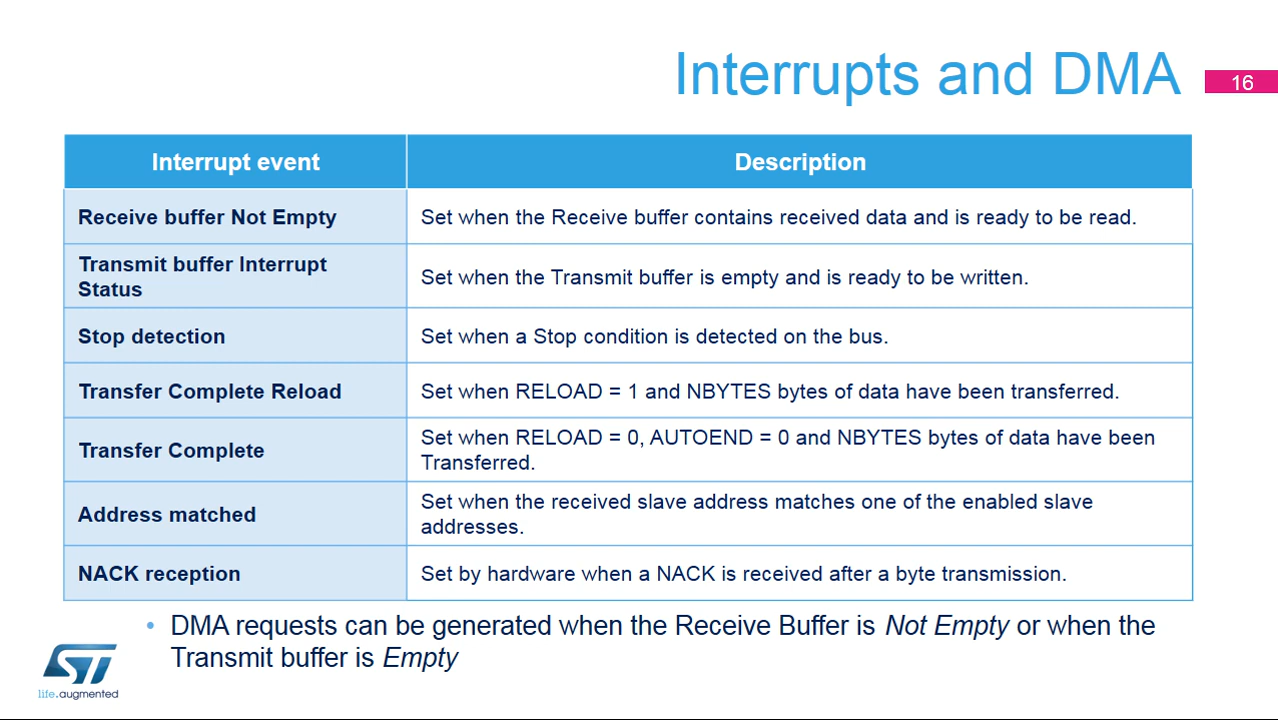 Interrupts and DMA
16
Interrupt event
Description
Receive buffer Not Empty
Set when the Receive buffer contains received data and is ready to be read.
Transmit buffer Interrupt
Status
Set when the Transmit buffer is empty and is ready to be written.
Stop detection
Set when a Stop condition is detected on the bus.
Transfer Complete Reload
Set when RELOAD = 1 and NBYTES bytes of data have been transferred.
Transfer Complete
Set when RELOAD = 0, AUTOEND = 0 and NBYTES bytes of data have been
Transferred.
Address matched
Set when the received slave address matches one of the enabled slave
addresses.
NACK reception
Set by hardware when a NACK is received after a byte transmission.
• DMA requests can be generated when the Receive Buffer is Not Empty or when the
Transmit buffer is Empty
ST
life.augmented